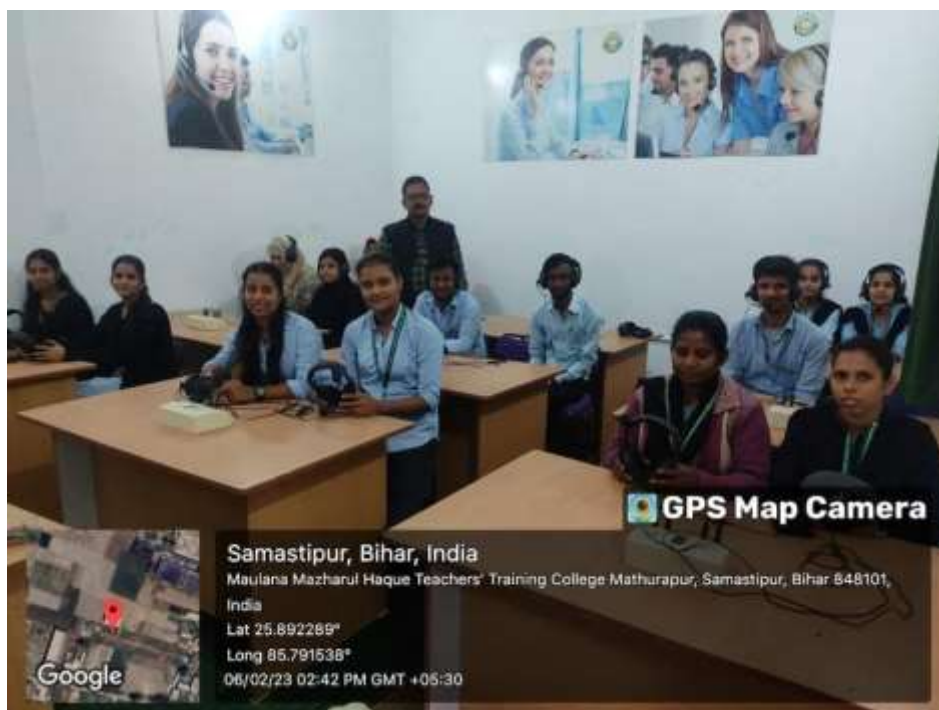 GPS Map Camera
Samastipur, Bihar, India
Maulana Mazharul Haque Teachers' Training College Mathurapur, Samastipur, Bihar 848101,
India
Lat 25.892289°
Long 85.791538°
06/02/23 02:42 PM GMT +05:30
Google